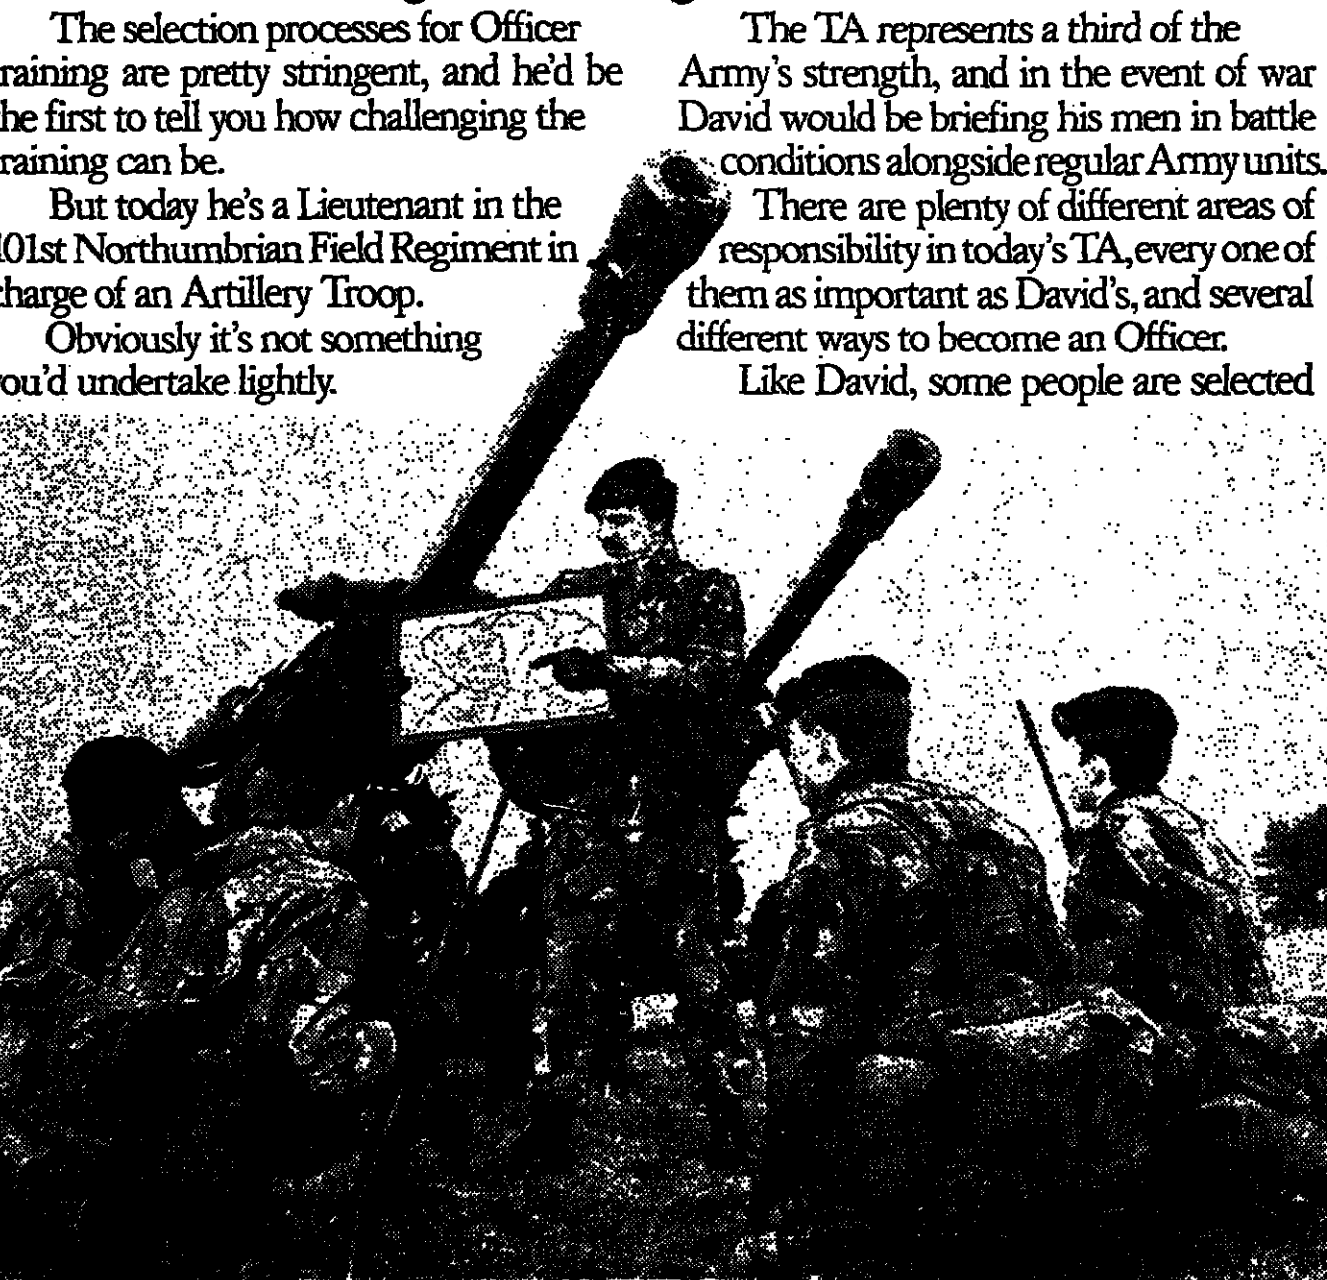 The selection processes for Officer
raining are pretty stringent, and he'd be
he first to tell you how challenging the
raining can be.
But today he's a Lieutenant in the
101st Northumbrian Field Regiment in
harge of an Artillery Troop.
Obviously it's not something
ou'd undertake lightly.
The TA represents a third of the
Army's strength, and in the event of war
David would be briefing his men in battle
conditions alongside regular Army units.
There are plenty of different areas of
responsibility in today's TA, every one of
them as important as David's, and several
different ways to become an Officer.
Like David, some people are selected